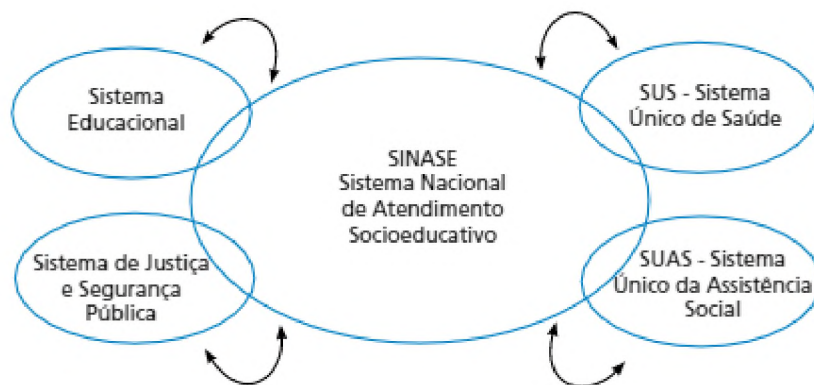 Sistema
Educacional
SUS - Sistema
Único de Saúde
SINASE
Sistema Nacional
de Atendimento
Socioeducativo
Sistema de Justiça
e Segurança
Pública
SUAS - Sistema
Único da Assistência
Social